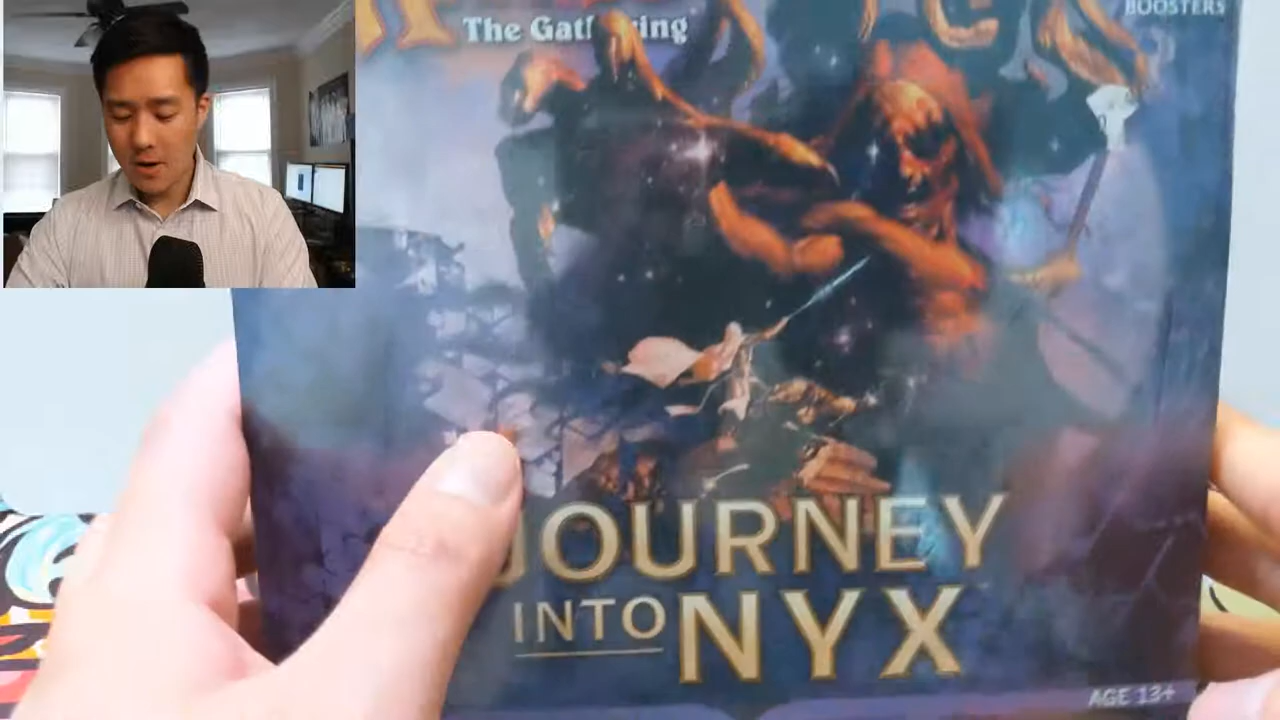 The Gathering
BOOSTERS
JOURNEY
INTO NYX
AGE 13+